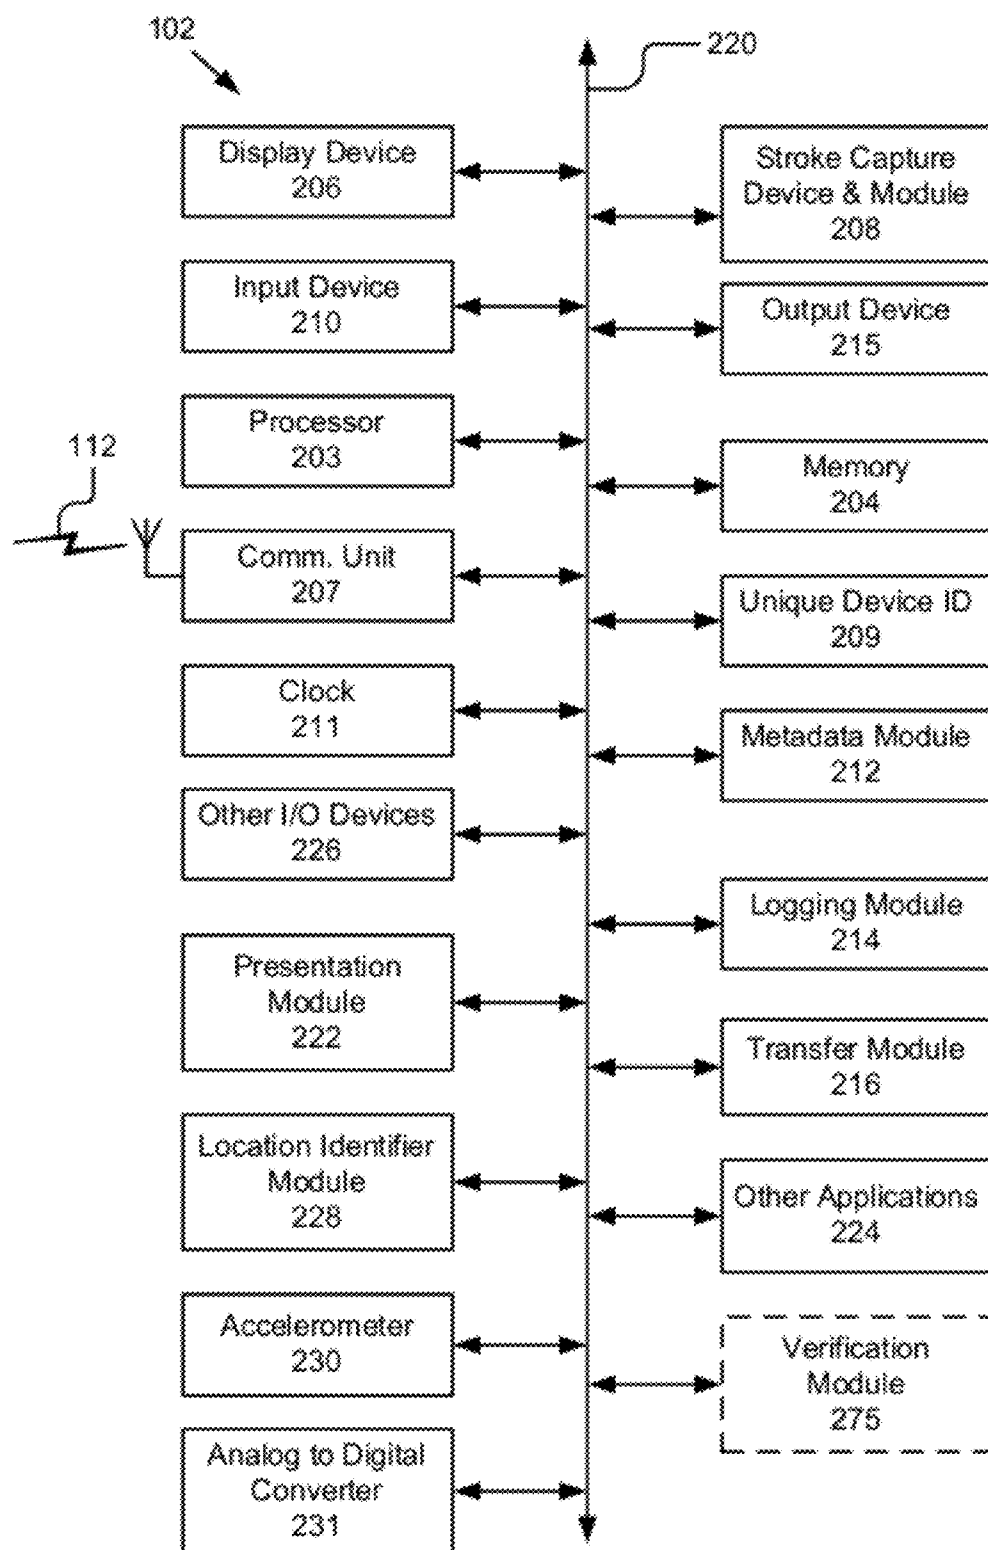 102
220
Display Device
206
Stroke Capture
Device & Module
208
Input Device
210
Output Device
215
Processor
203
112
Memory
204
Comm. Unit
207
Unique Device ID
209
Clock
211
Metadata Module
212
Other I/O Devices
226
Logging Module
214
Presentation
Module
222
Transfer Module
216
Location Identifier
Module
228
Other Applications
224
Accelerometer
230
Verification
Module
275
Analog to Digital
Converter
231